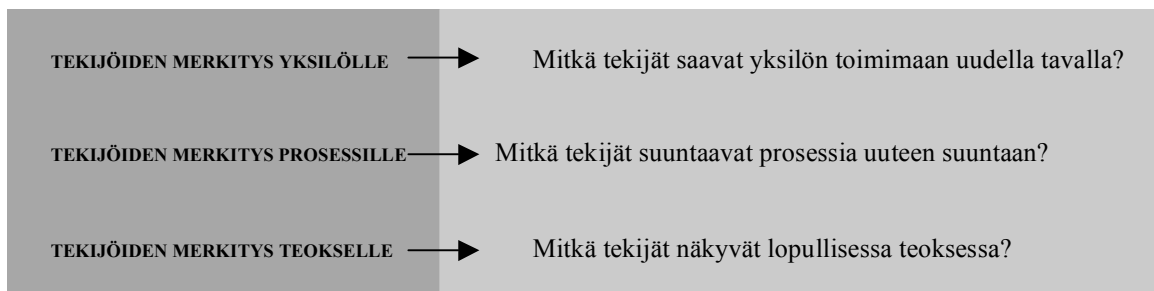 TEKIJÖIDEN MERKITYS YKSILÖLLE Mitkä tekijät saavat yksilön toimimaan uudella tavalla?
TEKIJÖIDEN MERKITYS PROSESSILLE Mitkä tekijät suuntaavat prosessia uuteen suuntaan?
TEKIJÖIDEN MERKITYS TEOKSELLE Mitkä tekijät näkyvät lopullisessa teoksessa?